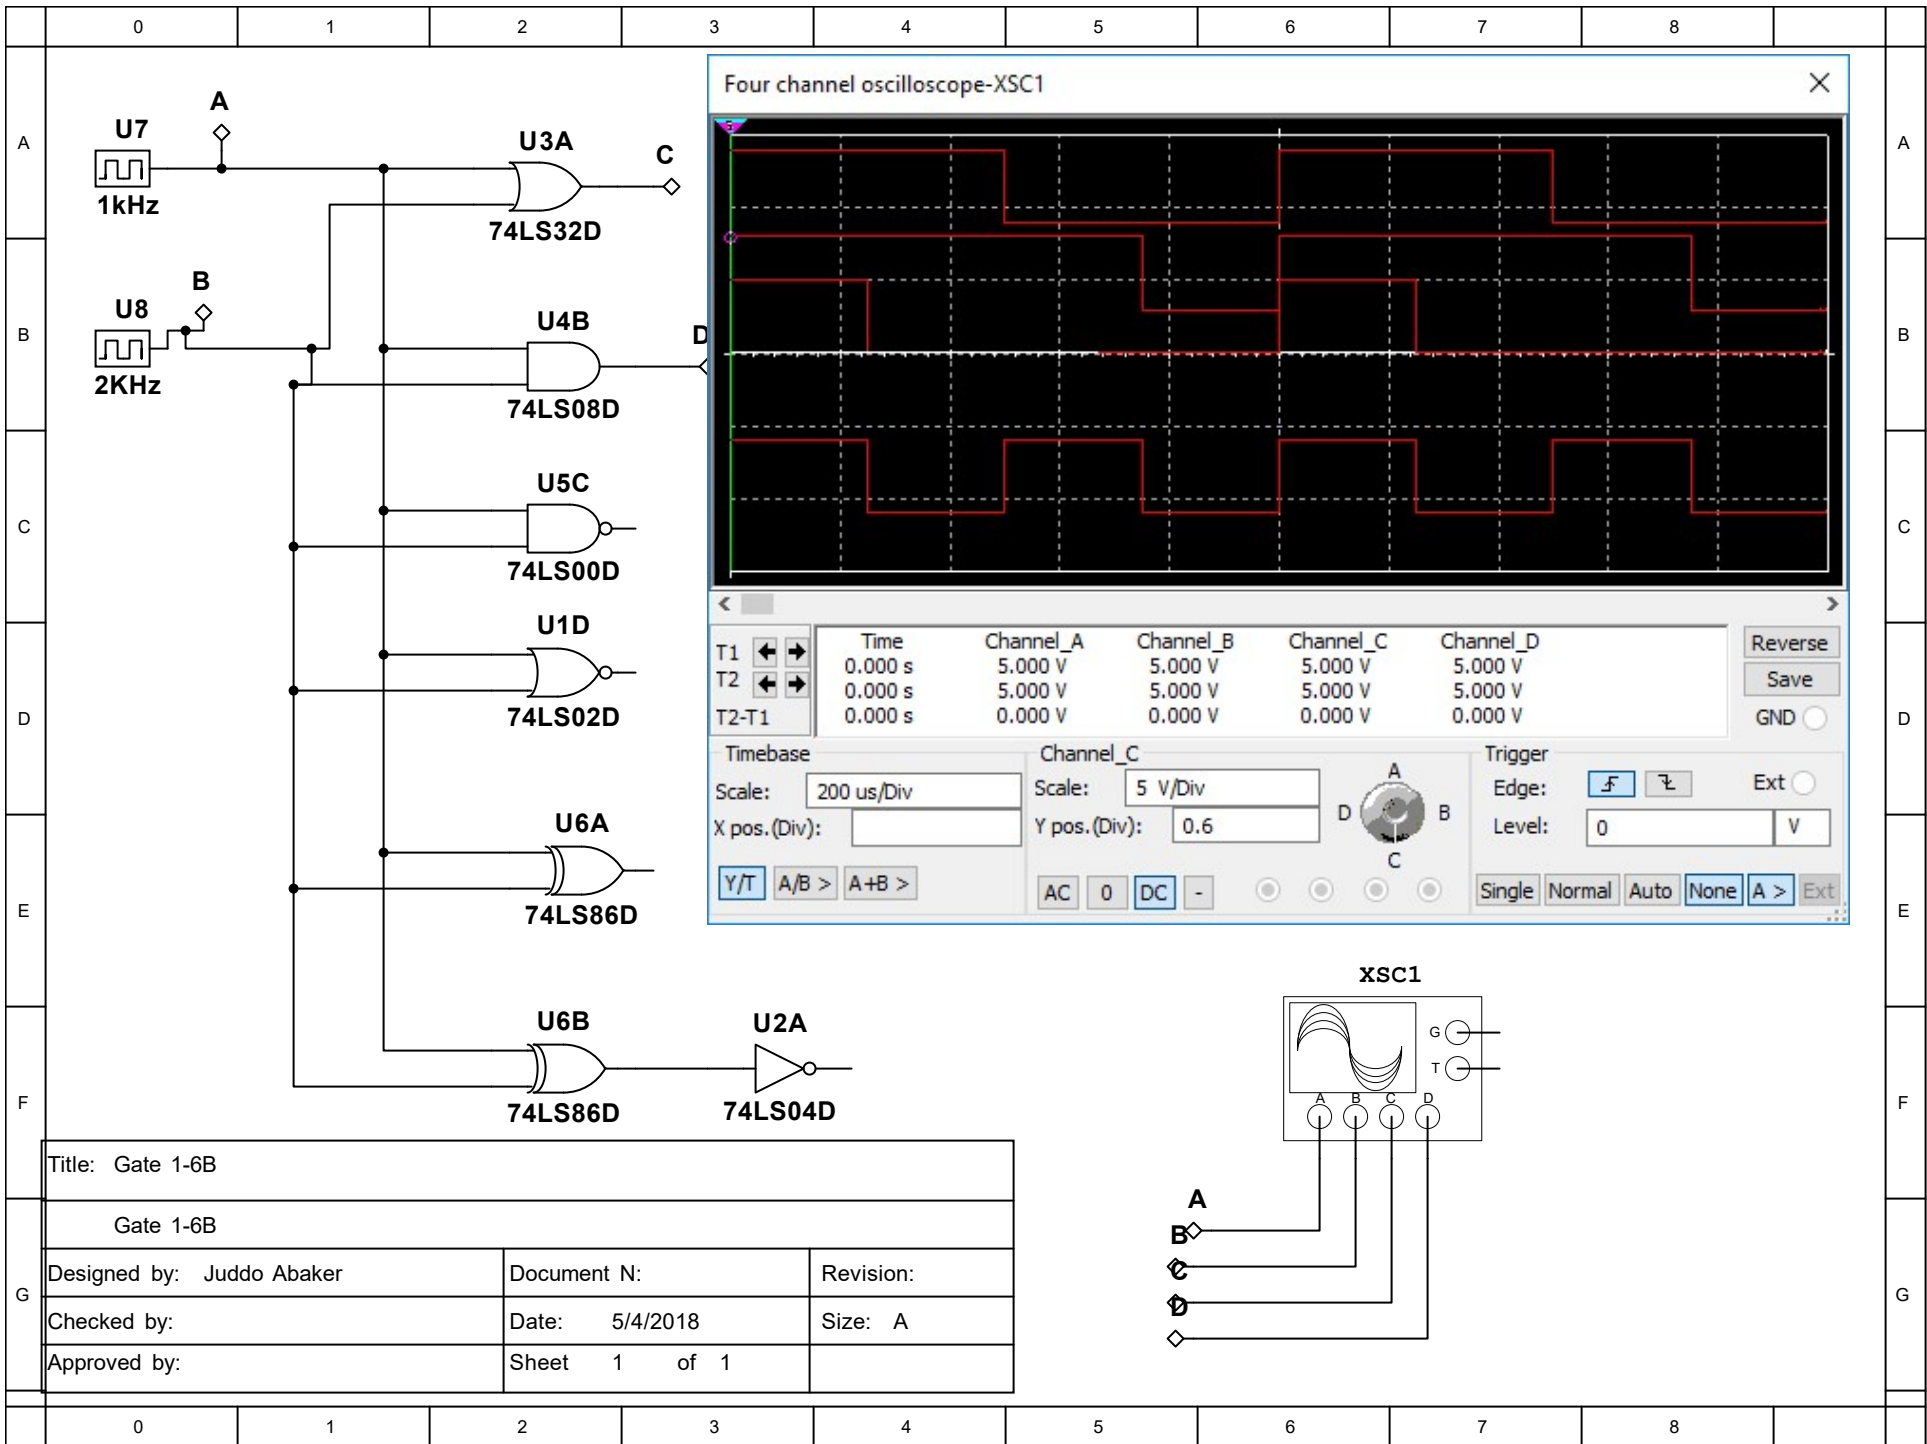 0 1 2 3 4 5 6 7 8
A
A
B
B
C
C
D
D
E
E
F
F
G
G
A
U7
1kHz
U3A
C
74LS32D
B
U8
2KHz
U4B
D
74LS08D
U5C
74LS00D
U1D
74LS02D
U6A
74LS86D
U6B
U2A
74LS86D
74LS04D
Four channel oscilloscope-XSC1
Time Channel_A Channel_B Channel_C Channel_D
T1 0.000 s 5.000 V 5.000 V 5.000 V 5.000 V
T2 0.000 s 5.000 V 5.000 V 5.000 V 5.000 V
T2-T1 0.000 s 0.000 V 0.000 V 0.000 V 0.000 V
Reverse
Save
GND
Timebase
Scale: 200 us/Div
X pos.(Div):
Y/T A/B > A+B >
Channel_C
Scale: 5 V/Div
Y pos.(Div): 0.6
AC 0 DC -
A
D B
C
Trigger
Edge: Ext
Level: 0 V
Single Normal Auto None A > Ext
XSC1
G
T
A B C D
A
B
C
D
Title: Gate 1-6B
Gate 1-6B
Designed by: Juddo Abaker Document N: Revision:
Checked by: Date: 5/4/2018 Size: A
Approved by: Sheet 1 of 1
0 1 2 3 4 5 6 7 8